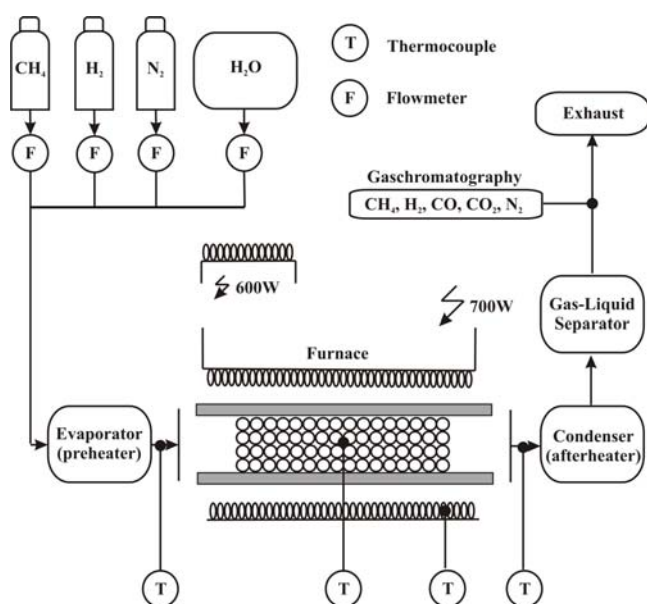 CH₄
H₂
N₂
H₂O
T Thermocouple
F Flowmeter
F
F
F
F
Exhaust
Gaschromatography
CH₄, H₂, CO, CO₂, N₂
600W
700W
Gas-Liquid
Separator
Furnace
Evaporator
(preheater)
Condenser
(afterheater)
T
T
T
T